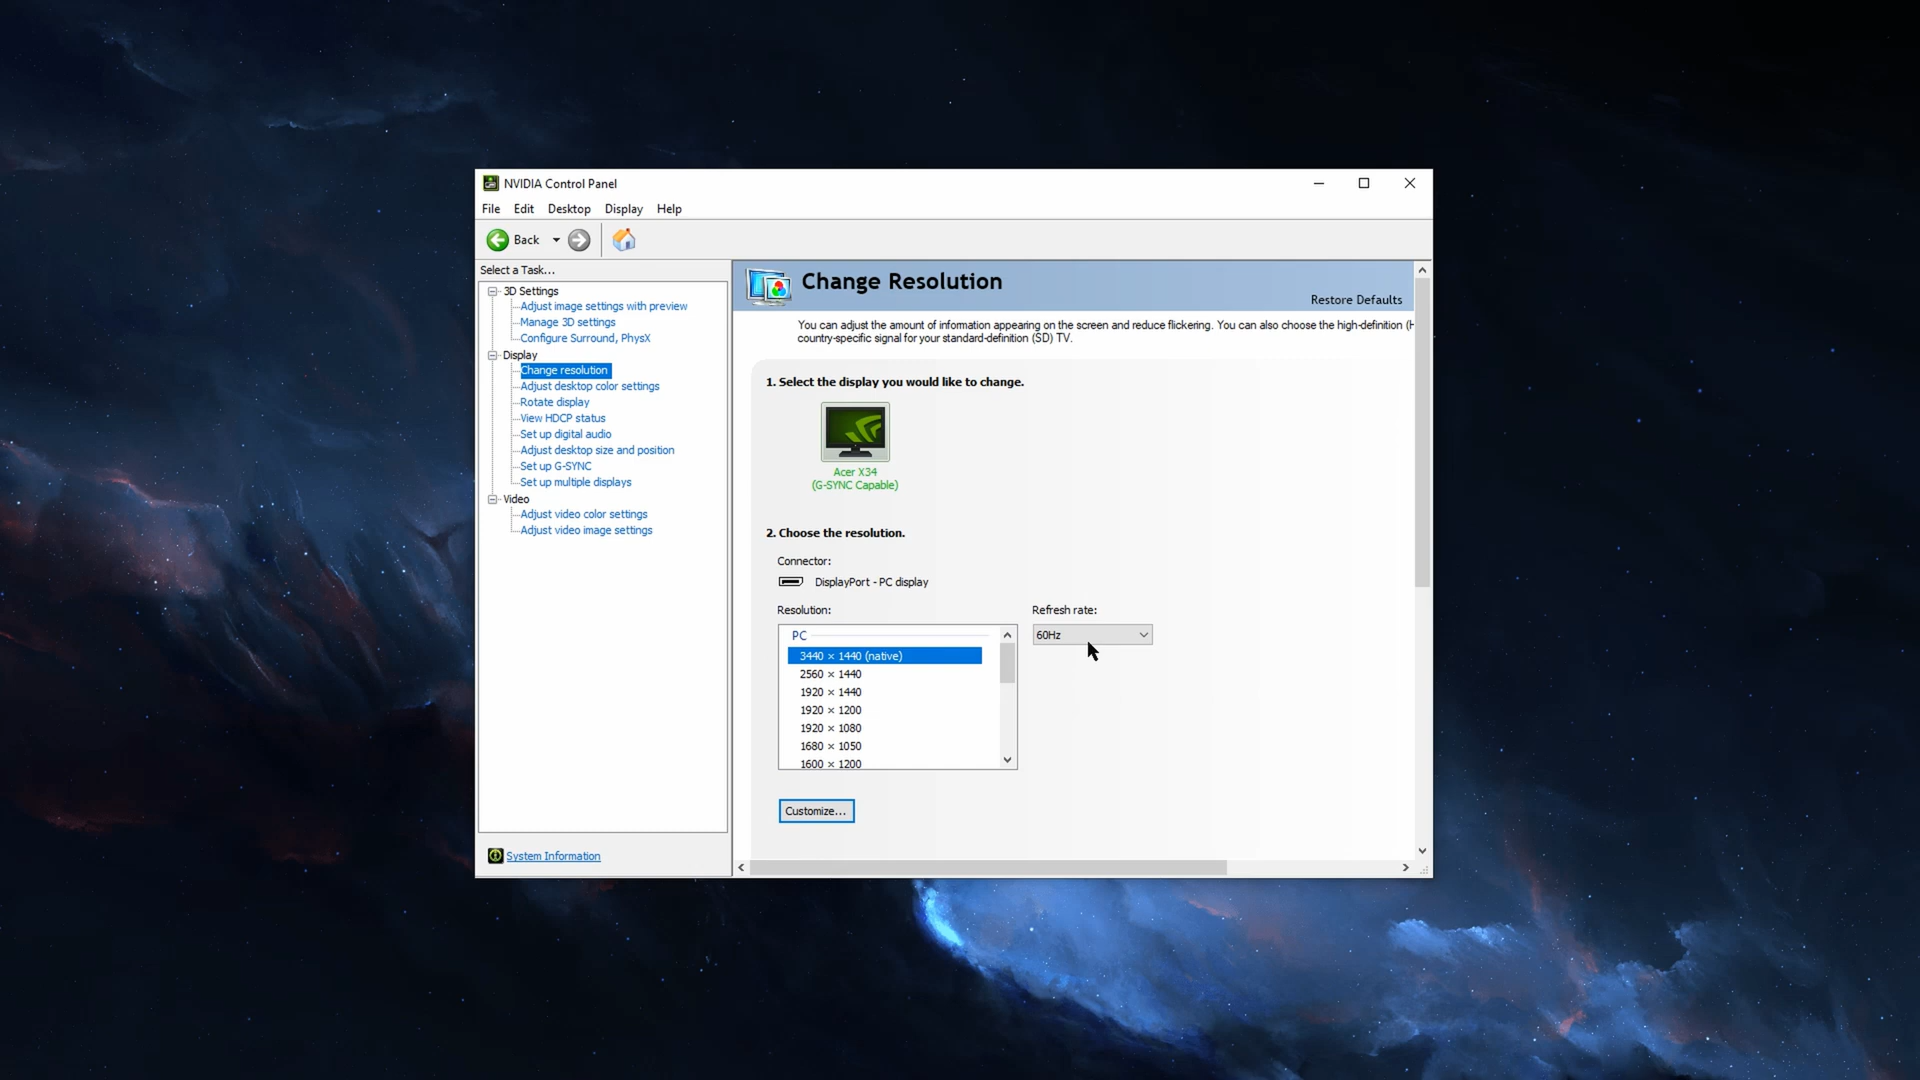 NVIDIA Control Panel
File Edit Desktop Display Help
Back
Select a Task...
3D Settings
Adjust image settings with preview
Manage 3D settings
Configure Surround, PhysX
Display
Change resolution
Adjust desktop color settings
Rotate display
View HDCP status
Set up digital audio
Adjust desktop size and position
Set up G-SYNC
Set up multiple displays
Video
Adjust video color settings
Adjust video image settings
System Information
Change Resolution
Restore Defaults
You can adjust the amount of information appearing on the screen and reduce flickering. You can also choose the high-definition (H
country-specific signal for your standard-definition (SD) TV.
1. Select the display you would like to change.
Acer X34
(G-SYNC Capable)
2. Choose the resolution.
Connector:
DisplayPort - PC display
Resolution:
PC
3440 × 1440 (native)
2560 × 1440
1920 × 1440
1920 × 1200
1920 × 1080
1680 × 1050
1600 × 1200
Refresh rate:
60Hz
Customize...